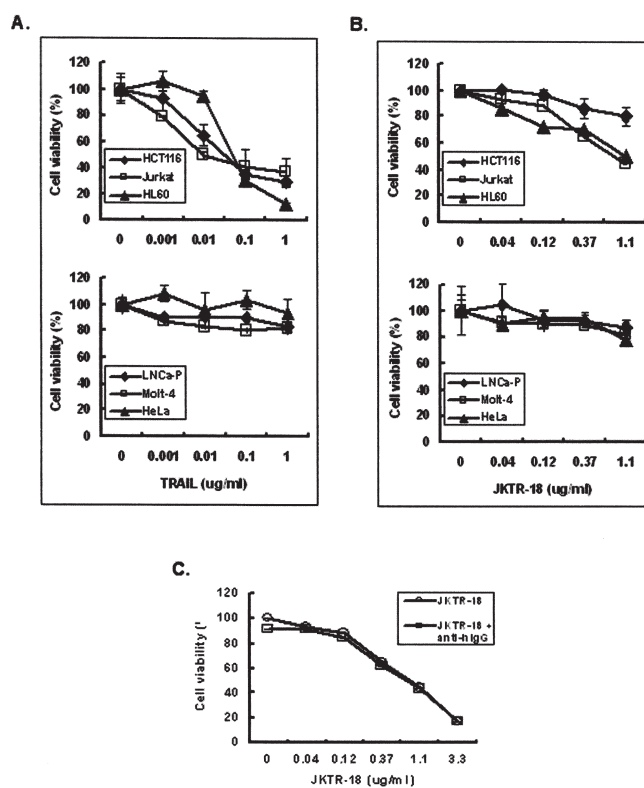 A.
120
100
80
60
40
20
0
Cell viability (%)
HCT116
Jurkat
HL60
0 0.001 0.01 0.1 1
120
100
80
60
40
20
0
Cell viability (%)
LNCa-P
Molt-4
HeLa
0 0.001 0.01 0.1 1
TRAIL (ug/ml)
B.
120
100
80
60
40
20
0
Cell viability (%)
HCT116
Jurkat
HL60
0 0.04 0.12 0.37 1.1
120
100
80
60
40
20
0
Cell viability (%)
LNCa-P
Molt-4
HeLa
0 0.04 0.12 0.37 1.1
JKTR-18 (ug/ml)
C.
120
100
80
60
40
20
0
Cell viability ('
JKTR-18
JKTR-18 +
anti-hIgG
0 0.04 0.12 0.37 1.1 3.3
JKTR-18 (ug/ml)